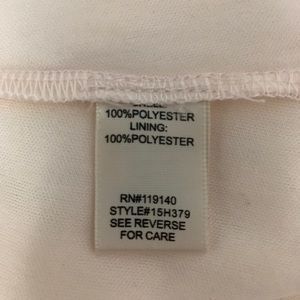 100%POLYESTER
LINING:
100%POLYESTER
RN#119140
STYLE#15H379
SEE REVERSE
FOR CARE